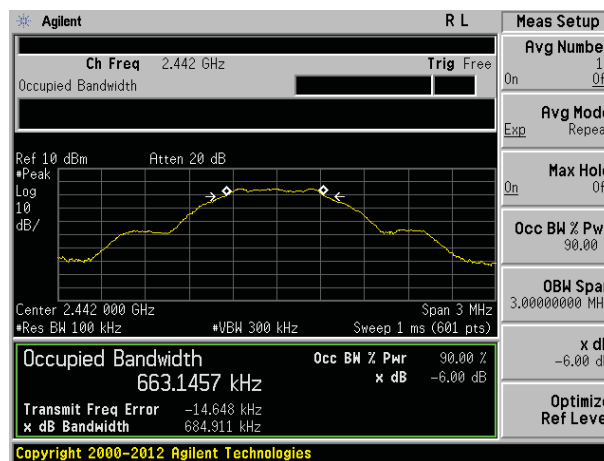 Agilent R L
Meas Setup
Ch Freq 2.442 GHz Trig Free
Occupied Bandwidth
Ref 10 dBm Atten 20 dB
#Peak
Log
10
dB/
Center 2.442 000 GHz Span 3 MHz
#Res BW 100 kHz #VBW 300 kHz Sweep 1 ms (601 pts)
Occupied Bandwidth
663.1457 kHz
Occ BW % Pwr 90.00 %
x dB -6.00 dB
Transmit Freq Error -14.648 kHz
x dB Bandwidth 684.911 kHz
Copyright 2000-2012 Agilent Technologies
Avg Numbe
1
On Of
Avg Mode
Exp Repea
Max Hold
On Of
Occ BW % Pw
90.00
OBW Span
3.00000000 MH
x dB
-6.00 dB
Optimize
Ref Leve